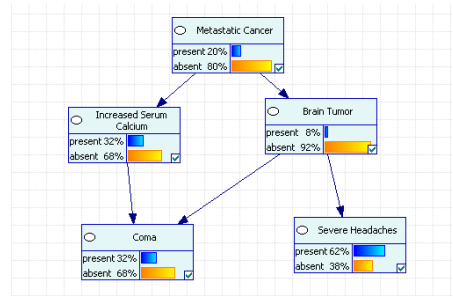 Metastatic Cancer
present 20%
absent 80%
Increased Serum
Calcium
present 32%
absent 68%
Brain Tumor
present 8%
absent 92%
Coma
present 32%
absent 68%
Severe Headaches
present 62%
absent 38%